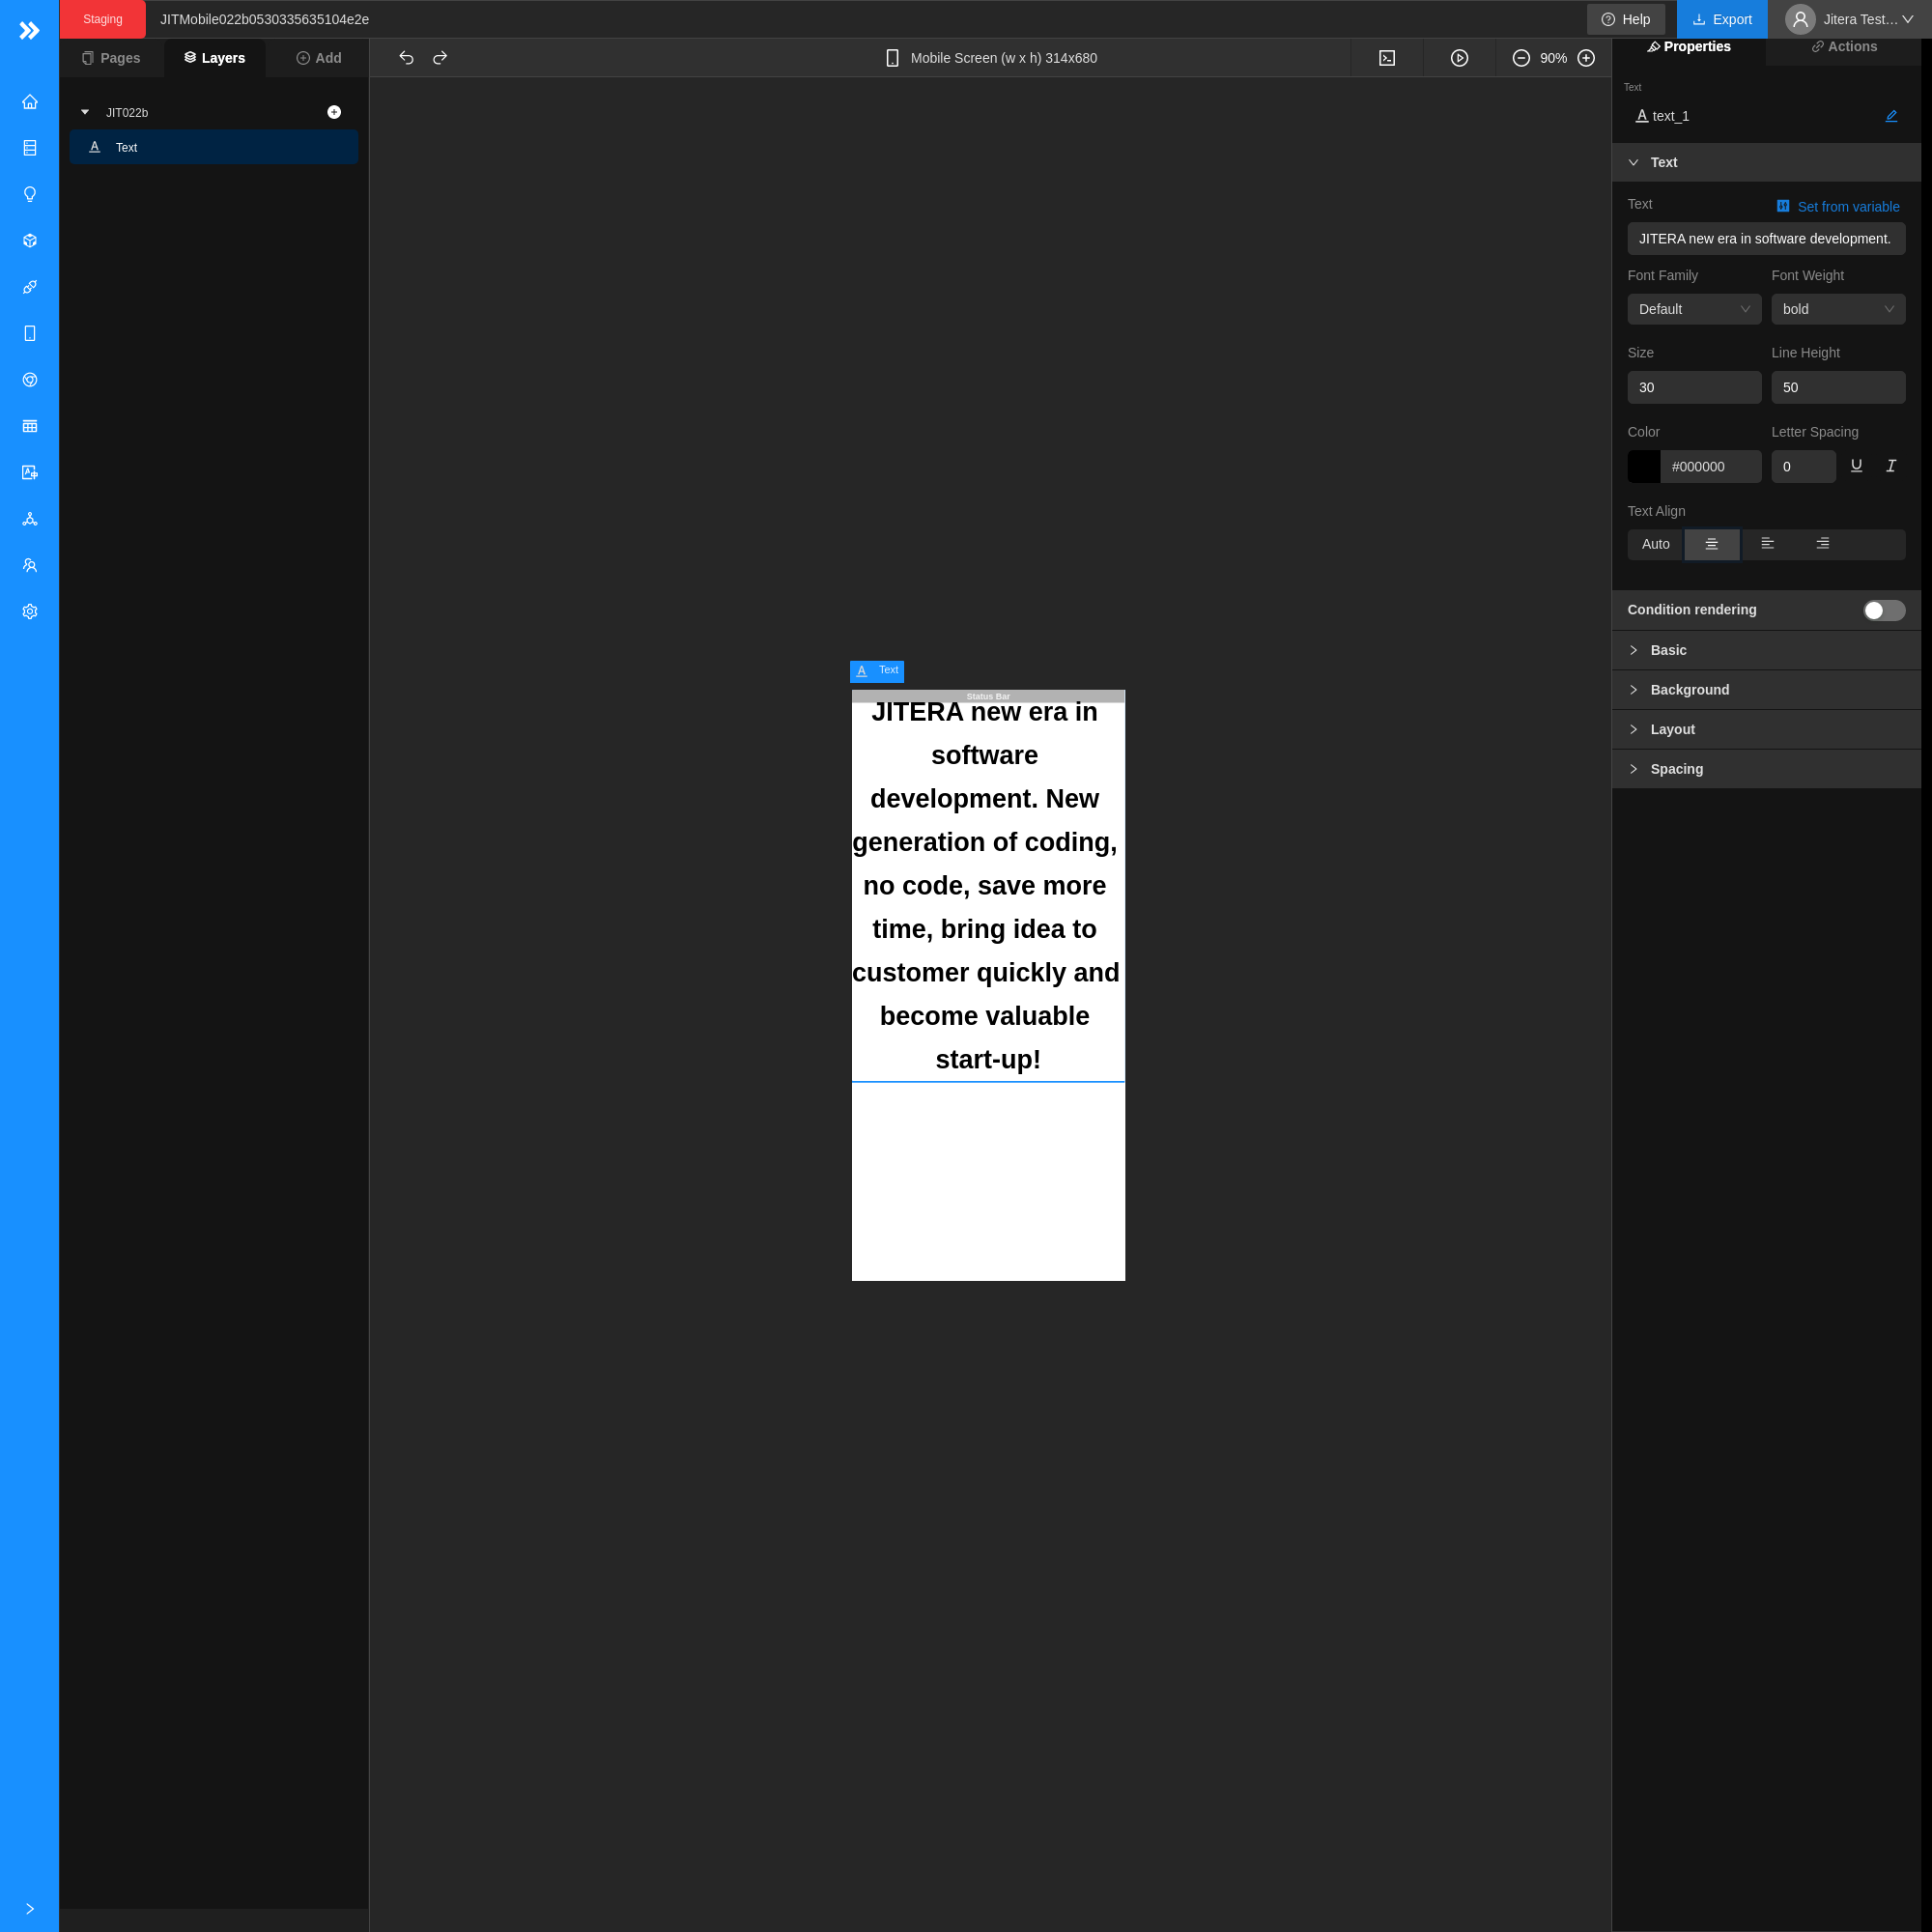 Staging
JITMobile022b0530335635104e2e
Help
Export
Jitera Test…
Pages
Layers
Add
Mobile Screen (w x h) 314x680
90%
Properties
Actions
JIT022b
Text
Text
text_1
Text
Text
Set from variable
JITERA new era in software development.
Font Family
Font Weight
Default
bold
Size
Line Height
30
50
Color
Letter Spacing
#000000
0
Text Align
Auto
Condition rendering
Basic
Background
Layout
Spacing
Text
Status Bar
JITERA new era in
software
development. New
generation of coding,
no code, save more
time, bring idea to
customer quickly and
become valuable
start-up!